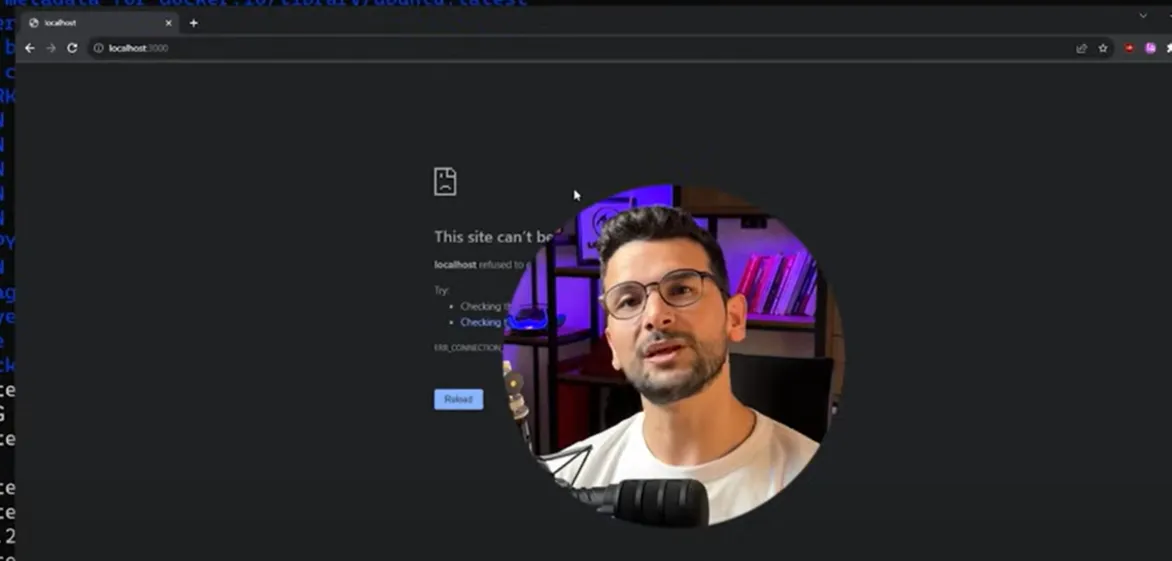 metadata for docker.io/library/ubuntu:latest
localhost
localhost:3000
This site can't be
localhost refused to
Try:
Checking
Checking
ERR_CONNECTION
Reload